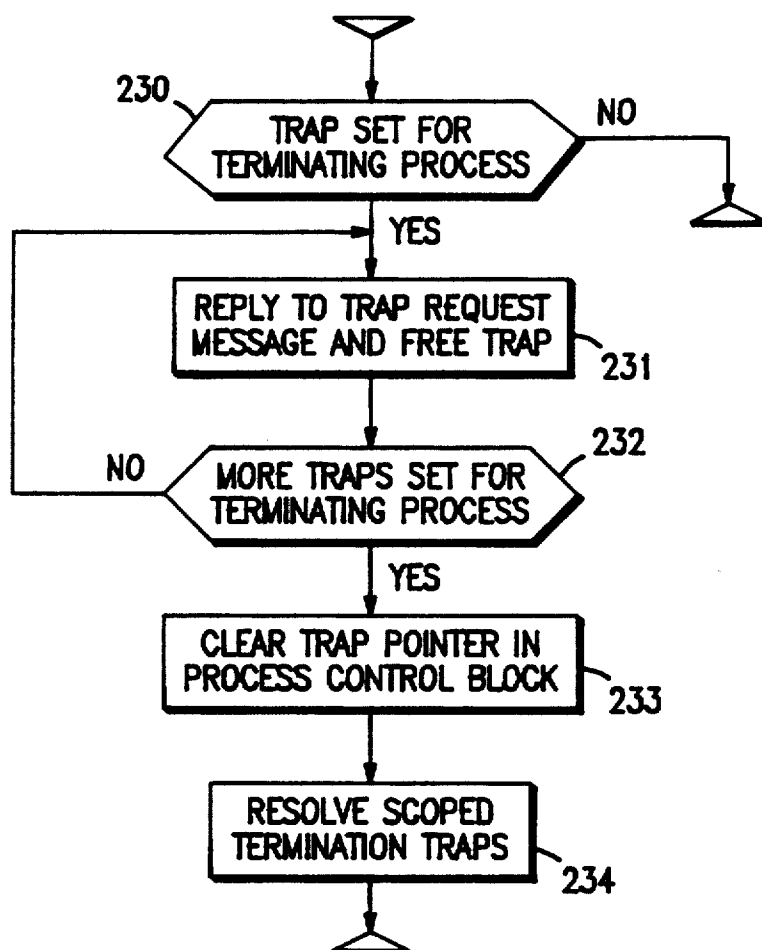 230
TRAP SET FOR
TERMINATING PROCESS
NO
YES
REPLY TO TRAP REQUEST
MESSAGE AND FREE TRAP
231
232
NO
MORE TRAPS SET FOR
TERMINATING PROCESS
YES
CLEAR TRAP POINTER IN
PROCESS CONTROL BLOCK
233
RESOLVE SCOPED
TERMINATION TRAPS
234